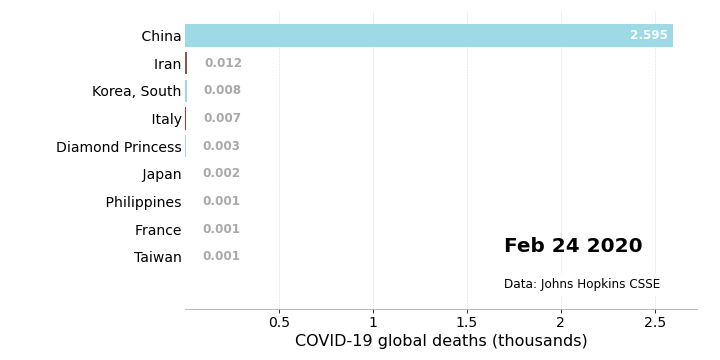 China 2.595
Iran 0.012
Korea, South 0.008
Italy 0.007
Diamond Princess 0.003
Japan 0.002
Philippines 0.001
France 0.001
Taiwan 0.001
Feb 24 2020
Data: Johns Hopkins CSSE
0.5 1 1.5 2 2.5
COVID-19 global deaths (thousands)